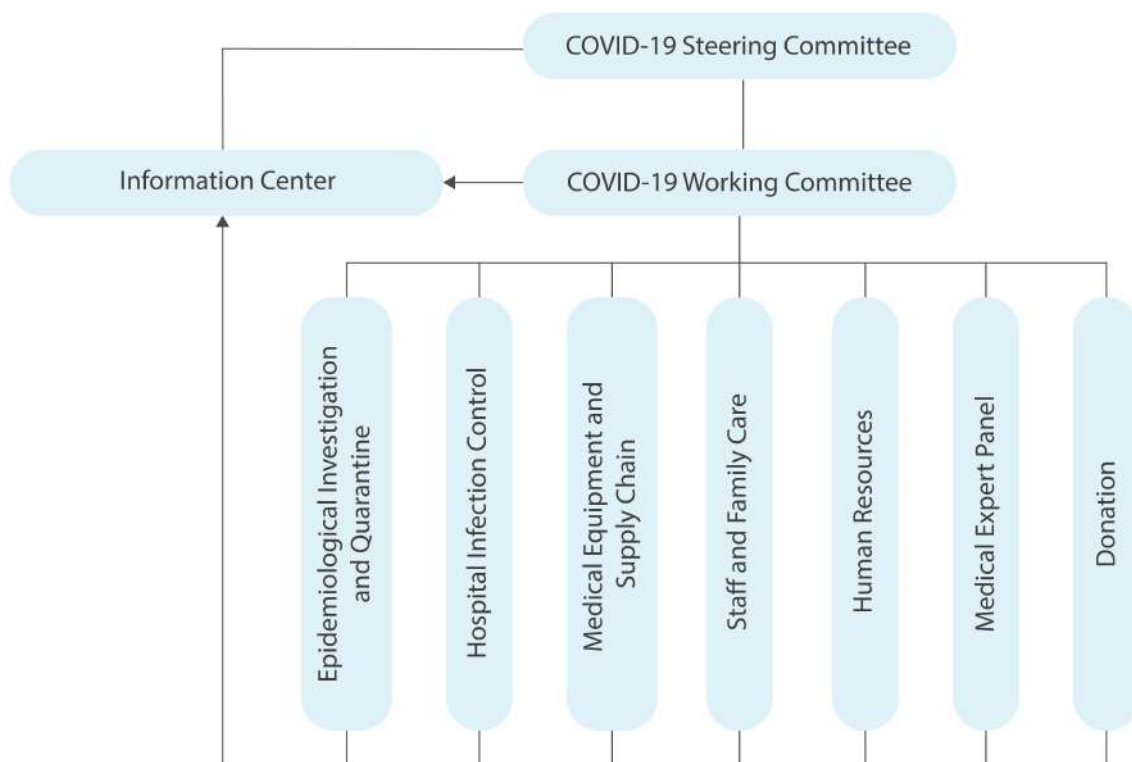 COVID-19 Steering Committee
Information Center
COVID-19 Working Committee
Epidemiological Investigation
and Quarantine
Hospital Infection Control
Medical Equipment and
Supply Chain
Staff and Family Care
Human Resources
Medical Expert Panel
Donation